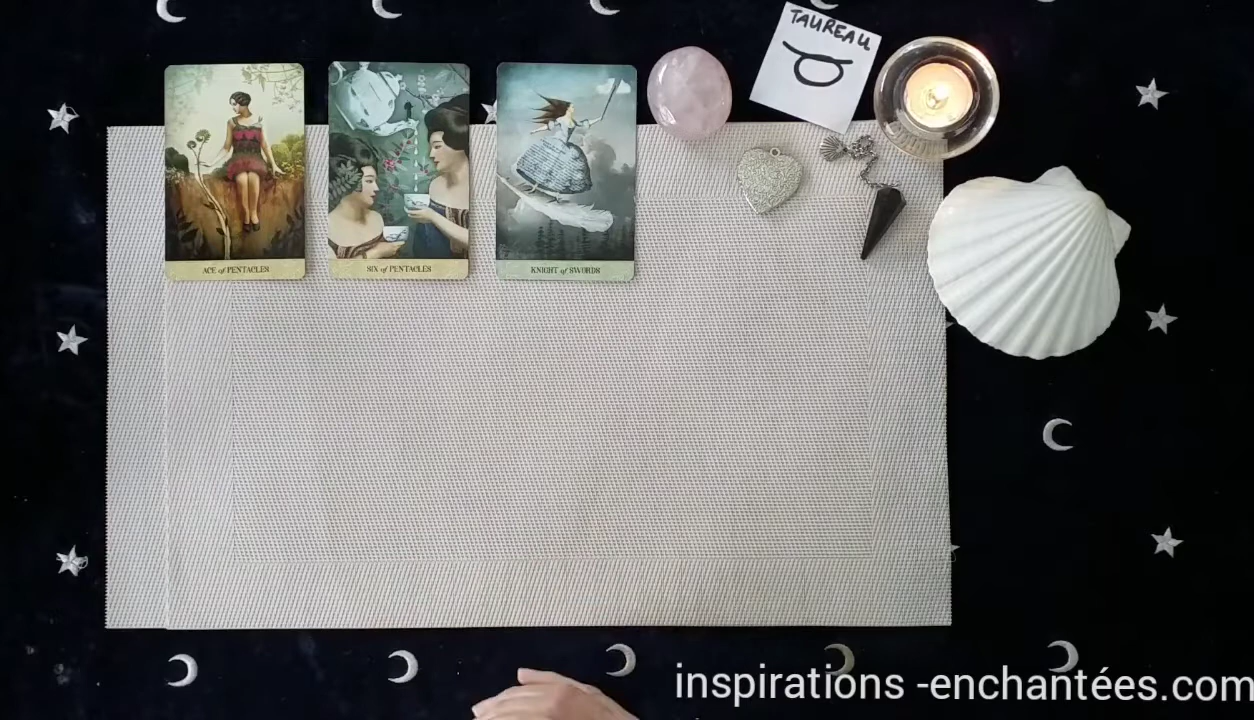 TAUREAU
ACE of PENTACLES
SIX of PENTACLES
KNIGHT of SWORDS
inspirations -enchantées.com